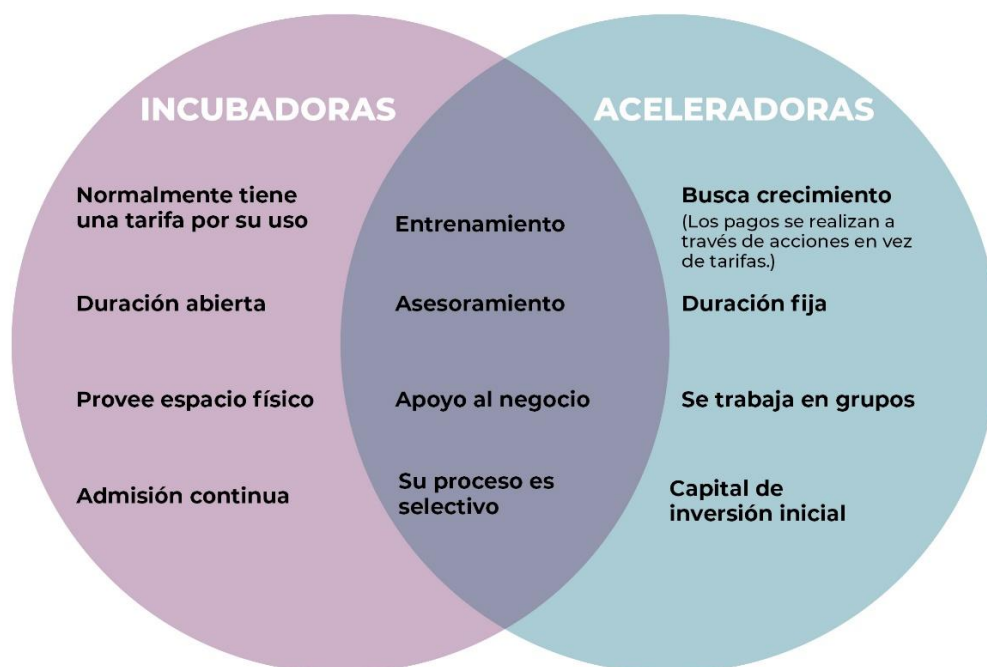 INCUBADORAS
Normalmente tiene
una tarifa por su uso
Duración abierta
Provee espacio físico
Admisión continua
Entrenamiento
Asesoramiento
Apoyo al negocio
Su proceso es
selectivo
ACELERADORAS
Busca crecimiento
(Los pagos se realizan a
través de acciones en vez
de tarifas.)
Duración fija
Se trabaja en grupos
Capital de
inversión inicial